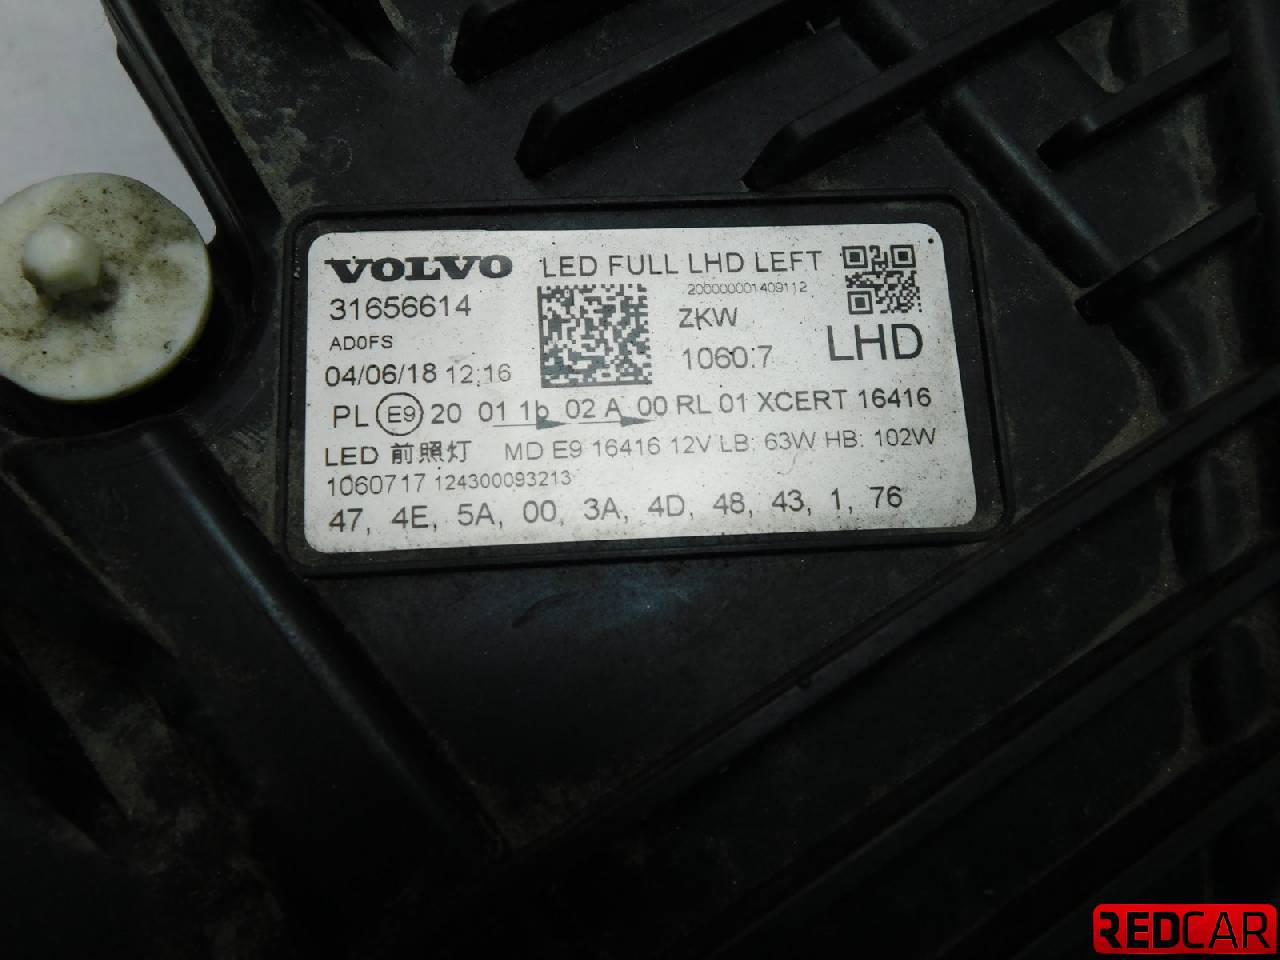 VOLVO LED FULL LHD LEFT
31656614 200000001409112
AD0FS ZKW
04/06/18 12:16 1060.7 LHD
PL E9 20 01 1b 02 A 00 RL 01 XCERT 16416
LED 前照灯 MD E9 16416 12V LB: 63W HB: 102W
1060717 124300093213
47, 4E, 5A, 00, 3A, 4D, 48, 43, 1, 76
REDCAR